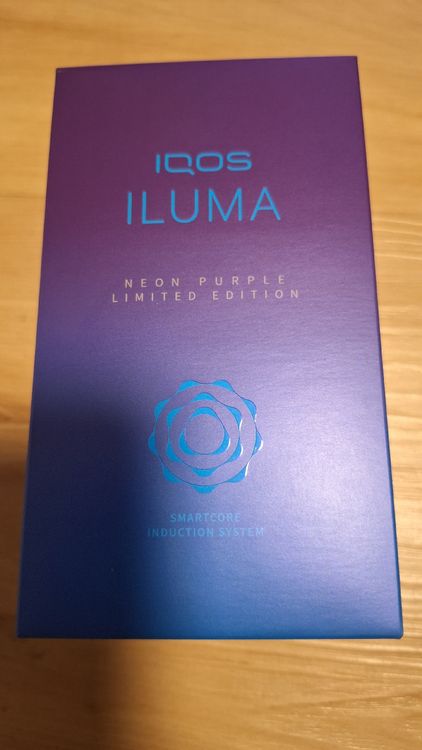 IQOS
ILUMA
NEON PURPLE
LIMITED EDITION
SMARTCORE
INDUCTION SYSTEM